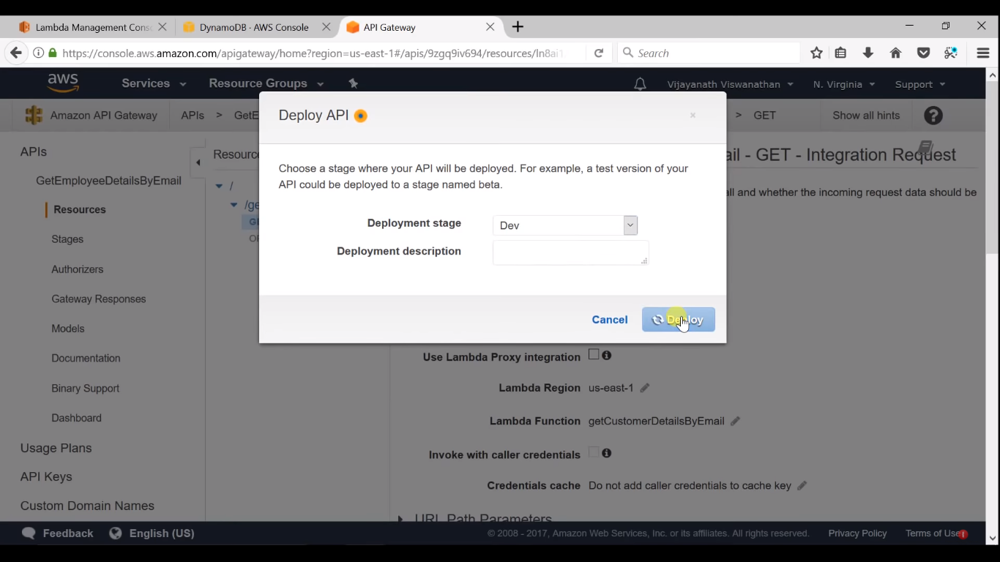 Lambda Management Cons
DynamoDB · AWS Console
API Gateway
https://console.aws.amazon.com/apigateway/home?region=us-east-1#/apis/9zgq9iv694/resources/ln8ai1
Search
aws
Services
Resource Groups
Vijayanath Viswanathan
N. Virginia
Support
Amazon API Gateway
APIs
>
GetE
> GET
Show all hints
?
Deploy API
×
APIs
GetEmployeeDetailsByEmail
Resources
Stages
Authorizers
Gateway Responses
Models
Documentation
Binary Support
Dashboard
Usage Plans
API Keys
Custom Domain Names
Resource
/
/ge
GE
OP
ail - GET - Integration Request
all and whether the incoming request data should be
Choose a stage where your API will be deployed. For example, a test version of your
API could be deployed to a stage named beta.
Deployment stage
Dev
Deployment description
Cancel
Deploy
Use Lambda Proxy integration
Lambda Region us-east-1
Lambda Function getCustomerDetailsByEmail
Invoke with caller credentials
Credentials cache Do not add caller credentials to cache key
URL Path Parameters
Feedback
English (US)
© 2008 - 2017, Amazon Web Services, Inc. or its affiliates. All rights reserved.
Privacy Policy
Terms of Use